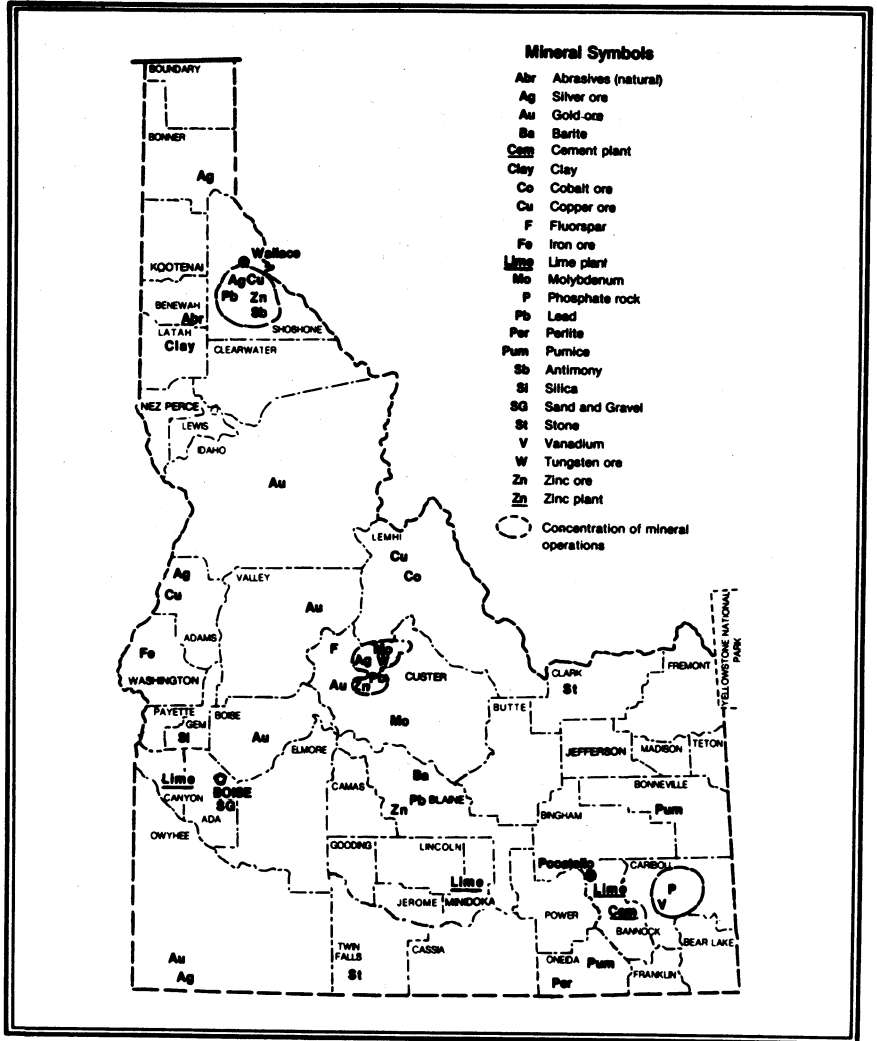 Mineral Symbols
Abr Abrasives (natural)
Ag Silver ore
Au Gold ore
Ba Barite
Cem Cement plant
Clay Clay
Co Cobalt ore
Cu Copper ore
F Fluorspar
Fe Iron ore
Lime Lime plant
Mo Molybdenum
P Phosphate rock
Pb Lead
Per Perlite
Pum Pumice
Sb Antimony
Si Silica
SG Sand and Gravel
St Stone
V Vanadium
W Tungsten ore
Zn Zinc ore
Zn Zinc plant
Concentration of mineral
operations
BOUNDARY
BONNER
Ag
Wallace
KOOTENAI
Ag Cu
Pb Zn
Sb
BENEWAH
Abr
SHOSHONE
LATAH
Clay
CLEARWATER
NEZ PERCE
LEWIS
IDAHO
Au
LEMHI
Cu
Co
Ag
Cu
VALLEY
Au
ADAMS
Fe
WASHINGTON
F
Mo
Ag W
Pb
Au Zn
CUSTER
Mo
CLARK
St
FREMONT
YELLOWSTONE NATIONAL
PARK
PAYETTE
GEM
Si
BOISE
Au
ELMORE
BUTTE
JEFFERSON
MADISON
TETON
Lime
CANYON
BOISE
SG
ADA
OWYHEE
CAMAS
Ba
Pb BLAINE
Zn
BONNEVILLE
BINGHAM
Pum
GOODING
LINCOLN
Lime
JEROME
MINIDOKA
Pocatello
CARIBOU
Lime
P
V
Cem
POWER
BANNOCK
BEAR LAKE
Au
Ag
TWIN
FALLS
St
CASSIA
ONEIDA
Pum
FRANKLIN
Per